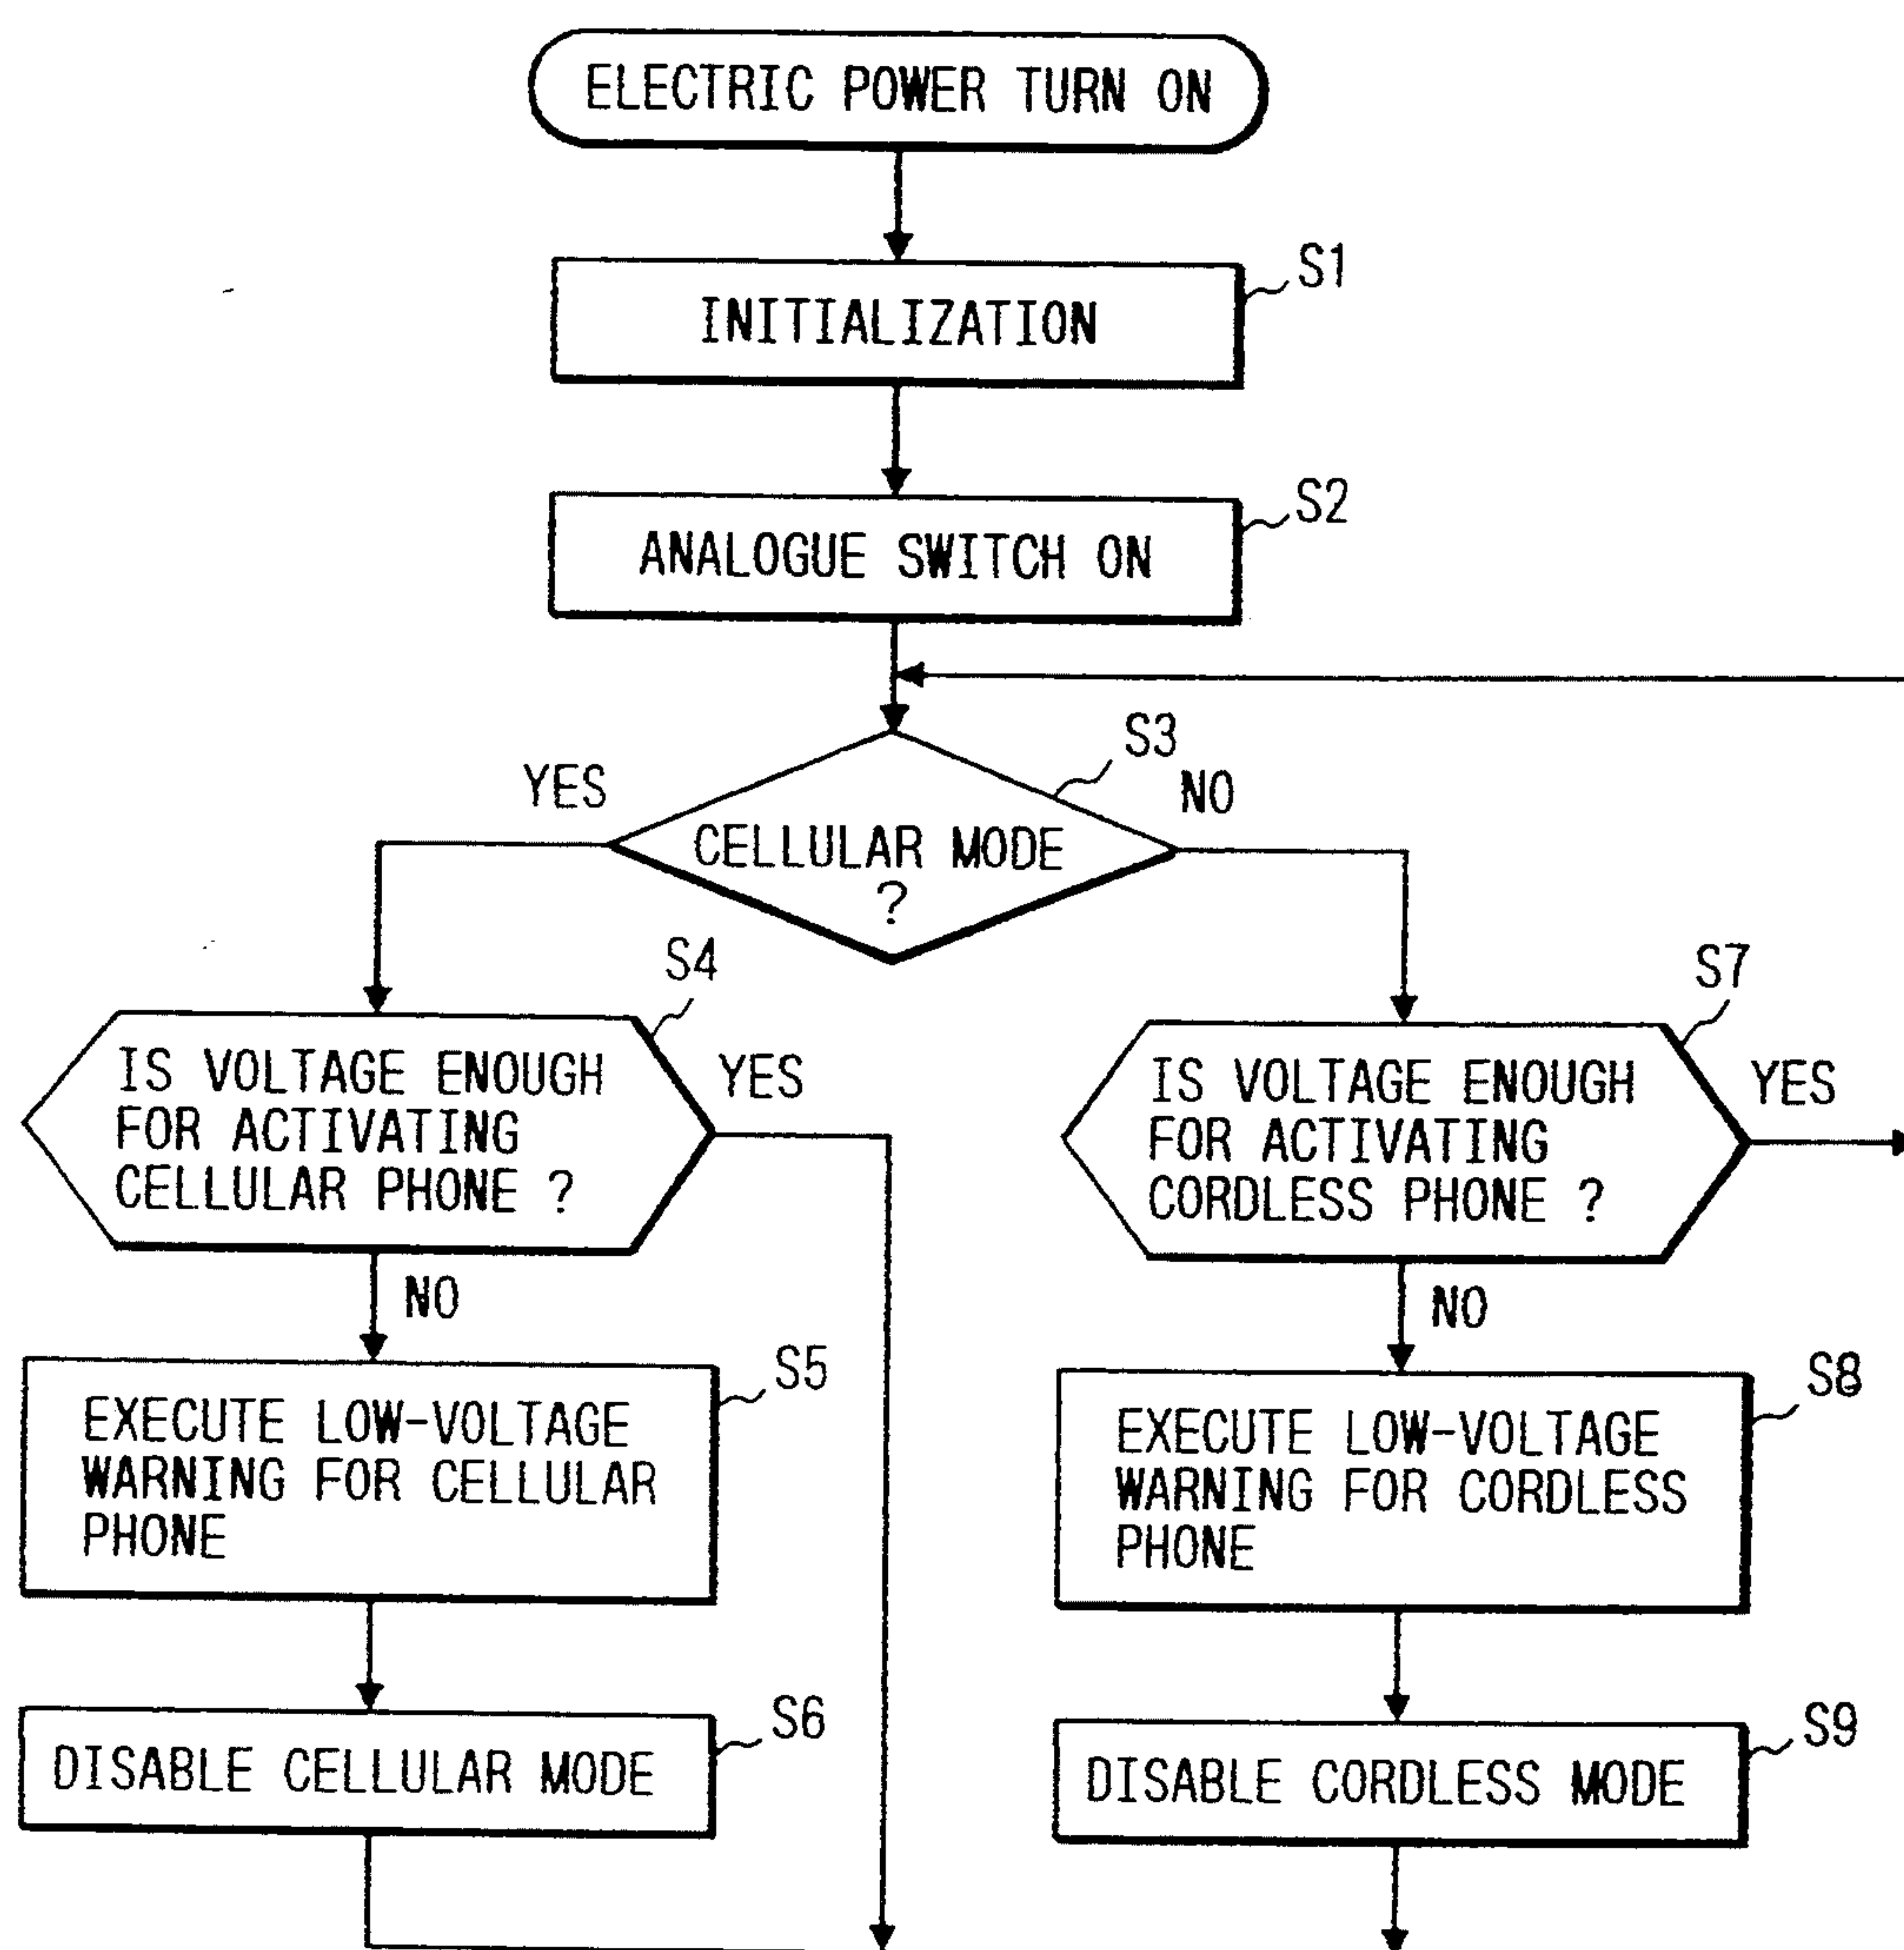 ELECTRIC POWER TURN ON
S1
INITIALIZATION
S2
ANALOGUE SWITCH ON
S3
YES
NO
CELLULAR MODE
?
S4
IS VOLTAGE ENOUGH
FOR ACTIVATING
CELLULAR PHONE ?
YES
NO
S7
IS VOLTAGE ENOUGH
FOR ACTIVATING
CORDLESS PHONE ?
YES
NO
S5
EXECUTE LOW-VOLTAGE
WARNING FOR CELLULAR
PHONE
S8
EXECUTE LOW-VOLTAGE
WARNING FOR CORDLESS
PHONE
S6
DISABLE CELLULAR MODE
S9
DISABLE CORDLESS MODE